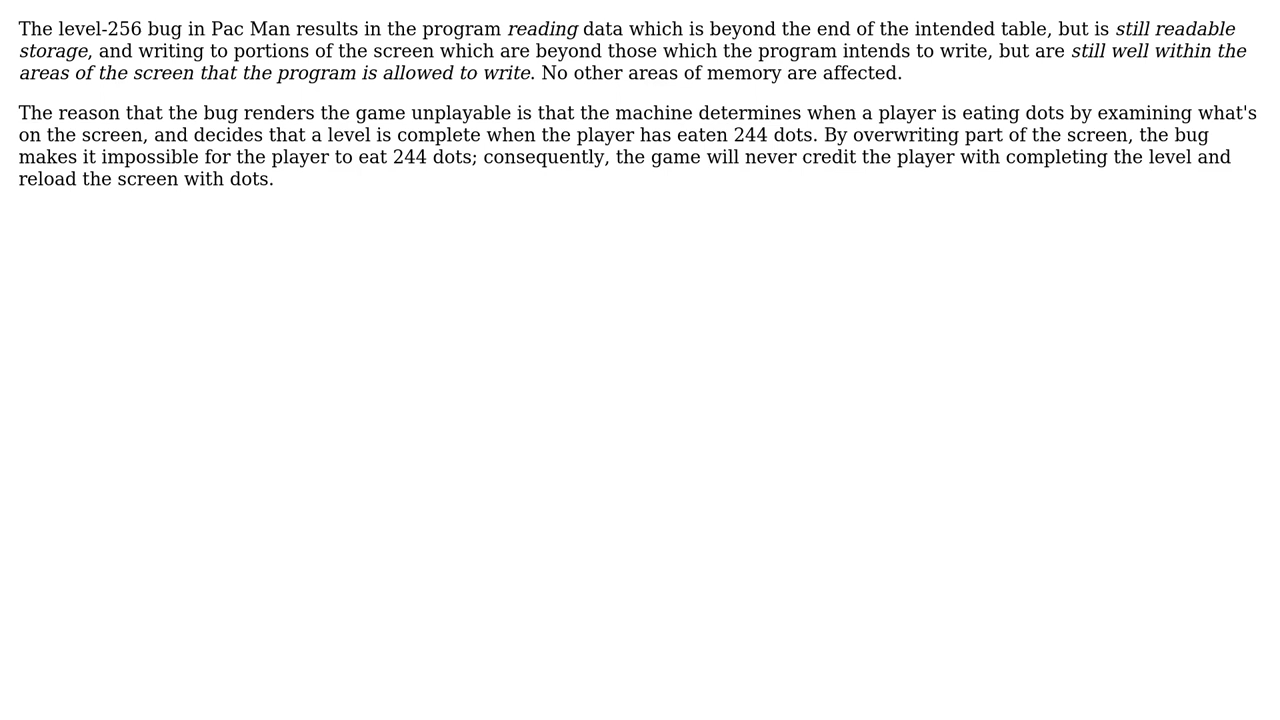 The level-256 bug in Pac Man results in the program reading data which is beyond the end of the intended table, but is still readable
storage, and writing to portions of the screen which are beyond those which the program intends to write, but are still well within the
areas of the screen that the program is allowed to write. No other areas of memory are affected.
The reason that the bug renders the game unplayable is that the machine determines when a player is eating dots by examining what's
on the screen, and decides that a level is complete when the player has eaten 244 dots. By overwriting part of the screen, the bug
makes it impossible for the player to eat 244 dots; consequently, the game will never credit the player with completing the level and
reload the screen with dots.